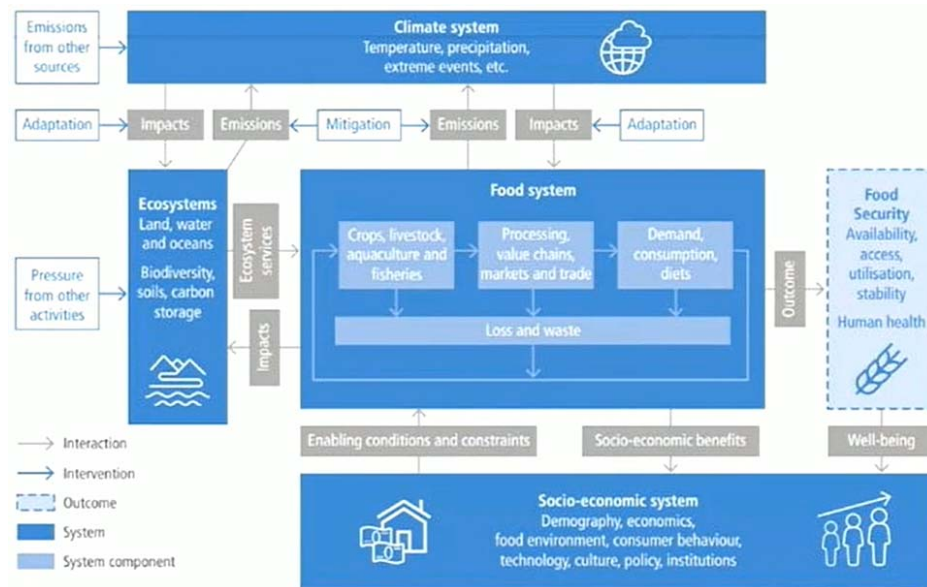 Emissions
from other
sources
Climate system
Temperature, precipitation,
extreme events, etc.
Adaptation
Impacts
Emissions
Mitigation
Emissions
Impacts
Adaptation
Ecosystems
Land, water
and oceans
Biodiversity,
soils, carbon
storage
Pressure
from other
activities
Ecosystem
services
Impacts
Food system
Crops, livestock,
aquaculture and
fisheries
Processing,
value chains,
markets and trade
Demand,
consumption,
diets
Loss and waste
Outcome
Food
Security
Availability,
access,
utilisation,
stability
Human health
Enabling conditions and constraints
Socio-economic benefits
Well-being
Socio-economic system
Demography, economics,
food environment, consumer behaviour,
technology, culture, policy, institutions
Interaction
Intervention
Outcome
System
System component